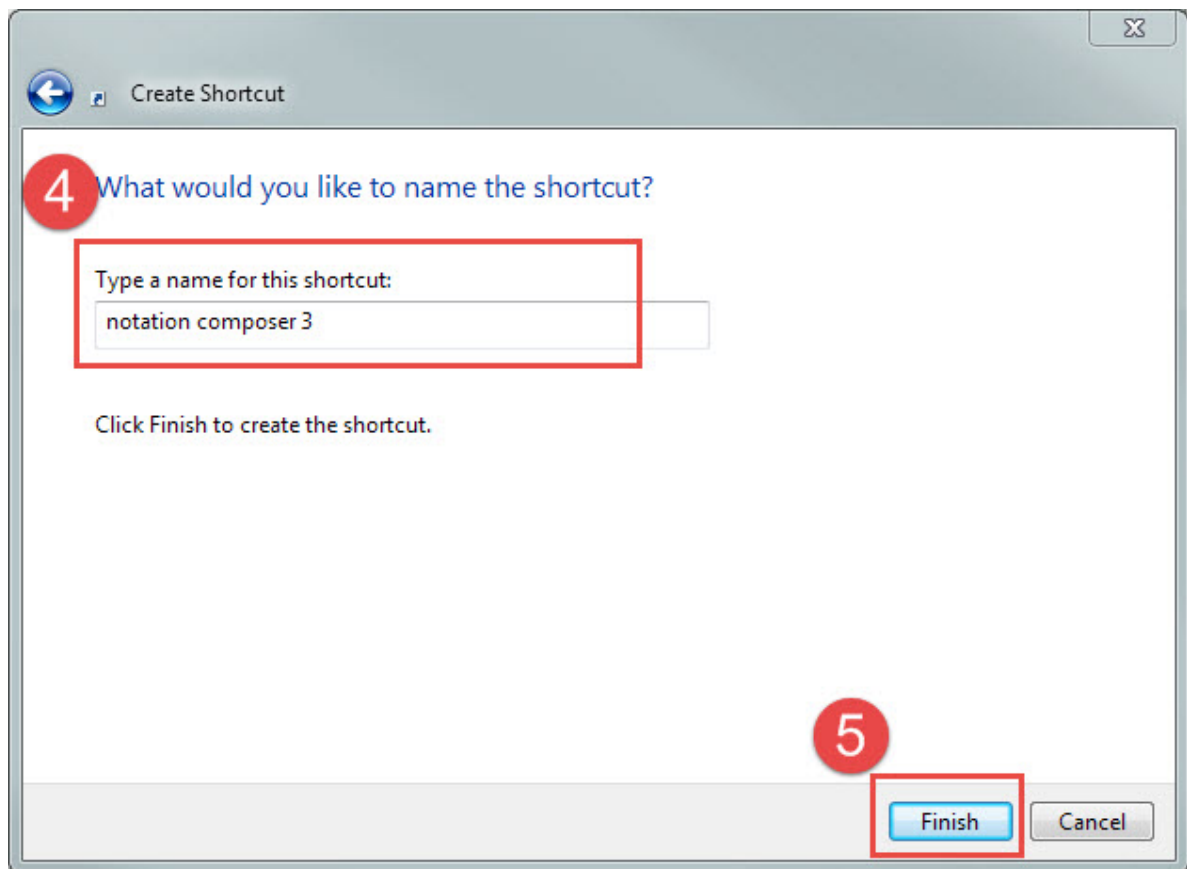 Create Shortcut
4
What would you like to name the shortcut?
Type a name for this shortcut:
notation composer 3
Click Finish to create the shortcut.
5
Finish
Cancel